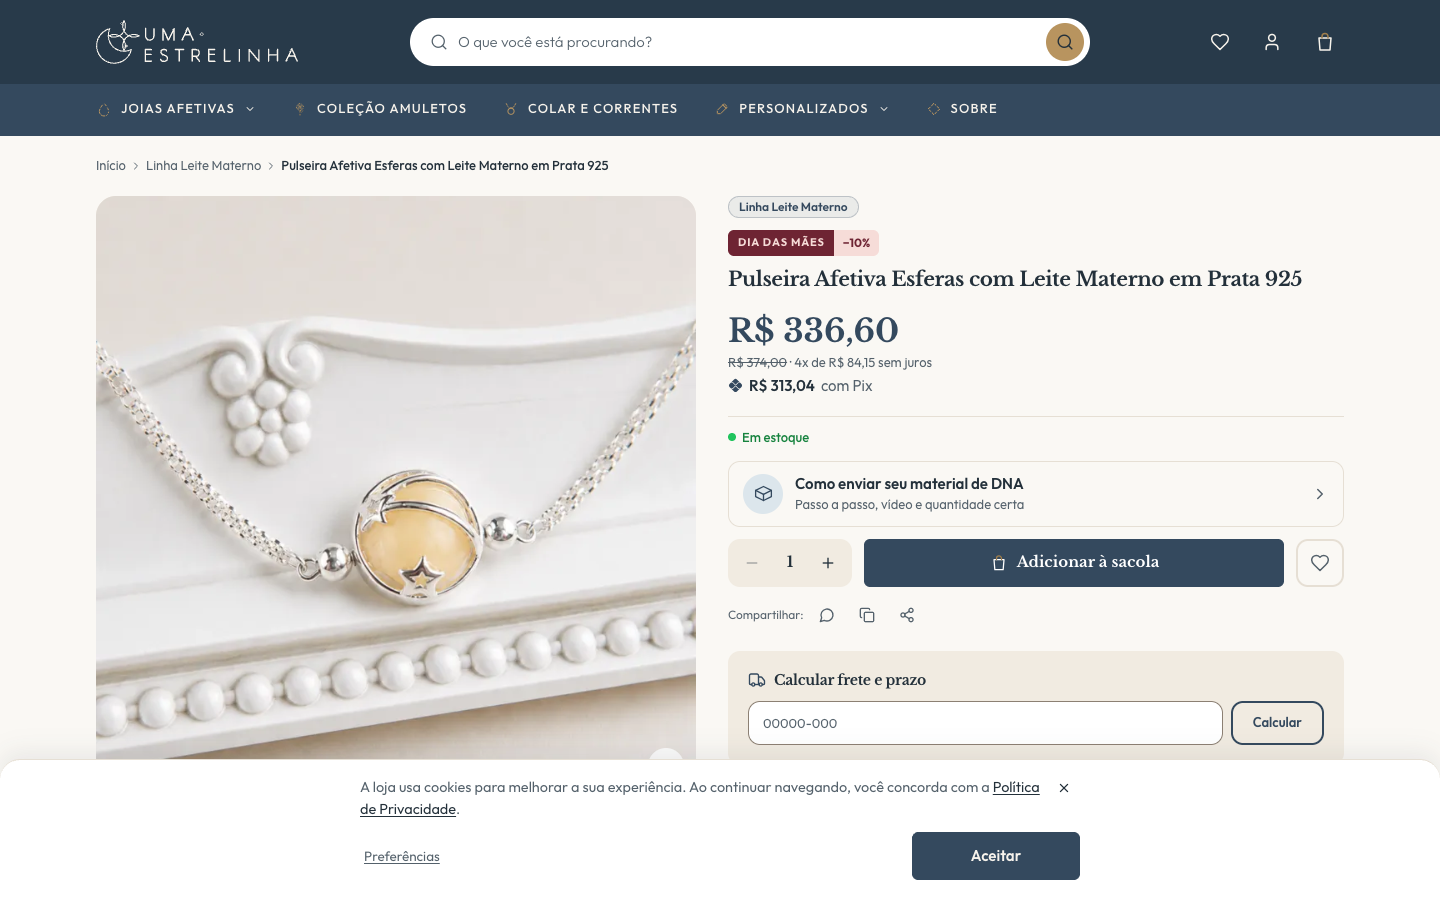 UMA
ESTRELINHA
O que você está procurando?
JOIAS AFETIVAS
COLEÇÃO AMULETOS
COLAR E CORRENTES
PERSONALIZADOS
SOBRE
Início > Linha Leite Materno > Pulseira Afetiva Esferas com Leite Materno em Prata 925
Linha Leite Materno
DIA DAS MÃES −10%
Pulseira Afetiva Esferas com Leite Materno em Prata 925
R$ 336,60
R$ 374,00 · 4x de R$ 84,15 sem juros
R$ 313,04 com Pix
Em estoque
Como enviar seu material de DNA
Passo a passo, vídeo e quantidade certa
1
Adicionar à sacola
Compartilhar:
Calcular frete e prazo
00000-000
Calcular
A loja usa cookies para melhorar a sua experiência. Ao continuar navegando, você concorda com a Política
de Privacidade.
Preferências
Aceitar